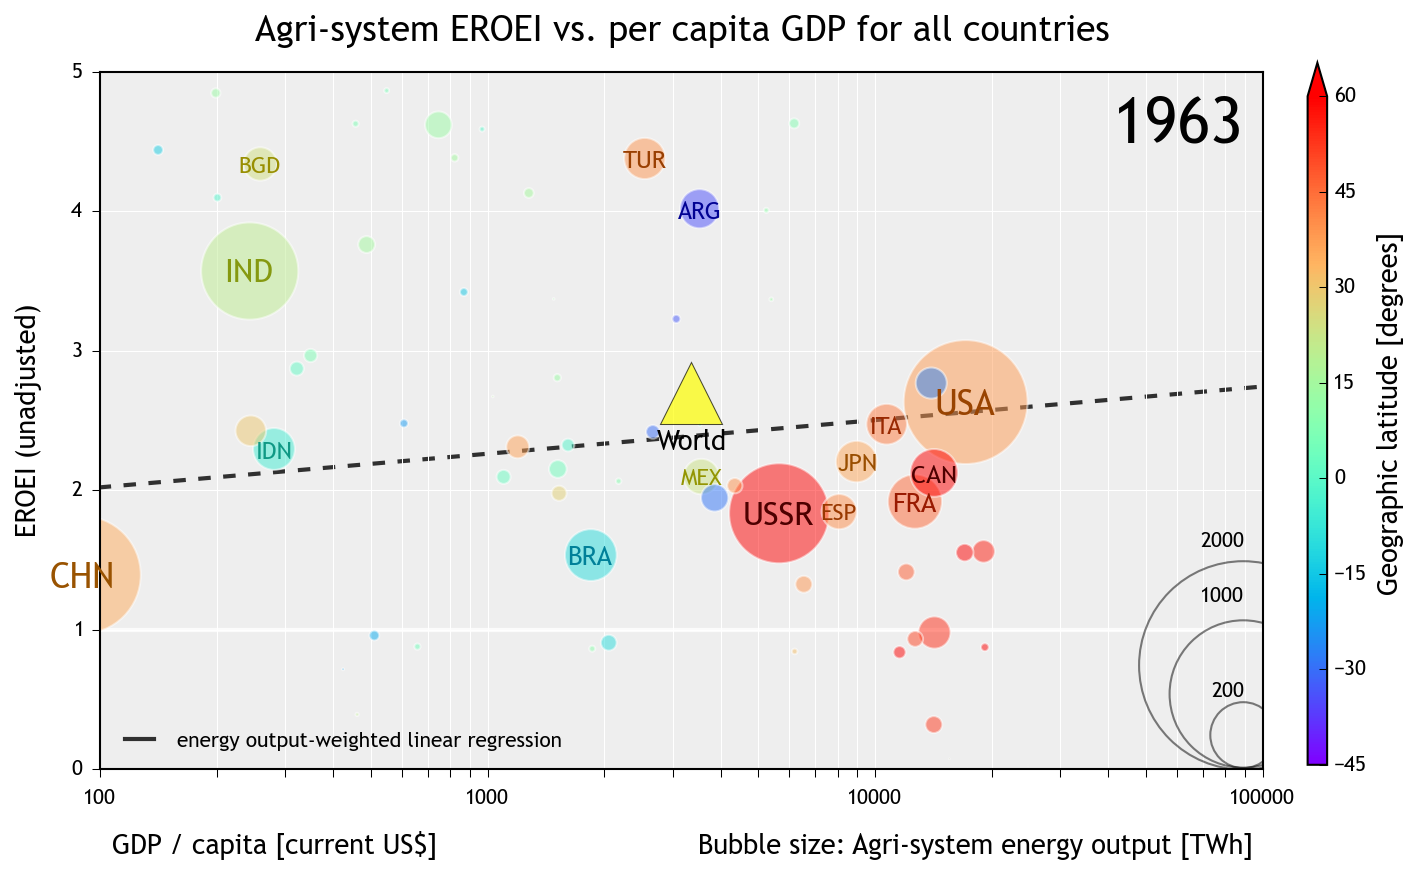 Agri-system EROEI vs. per capita GDP for all countries
1963
EROEI (unadjusted)
5
4
3
2
1
0
BGD
TUR
ARG
IND
USA
ITA
World
IDN
JPN
MEX
CAN
FRA
USSR
ESP
BRA
CHN
2000
1000
200
energy output-weighted linear regression
100
1000
10000
100000
GDP / capita [current US$]
Bubble size: Agri-system energy output [TWh]
60
45
30
15
0
−15
−30
−45
Geographic latitude [degrees]